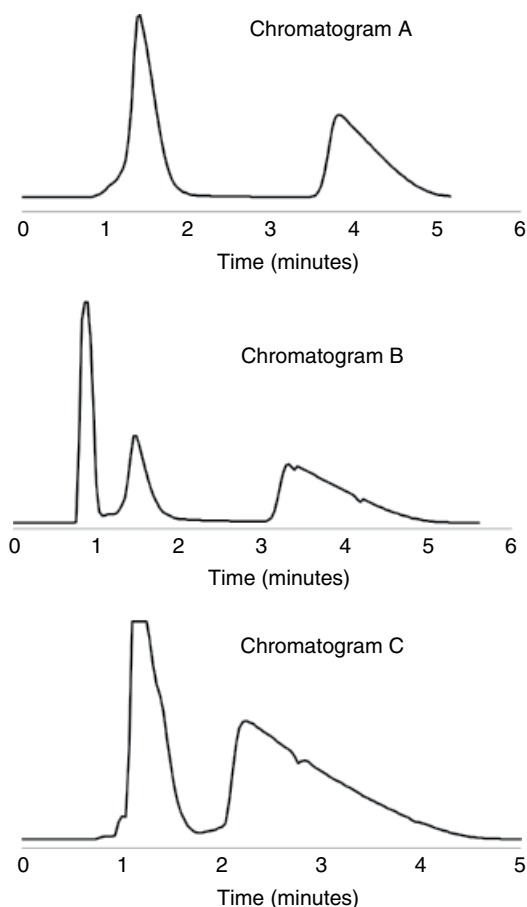 Chromatogram A
0 1 2 3 4 5 6
Time (minutes)
Chromatogram B
0 1 2 3 4 5 6
Time (minutes)
Chromatogram C
0 1 2 3 4 5
Time (minutes)